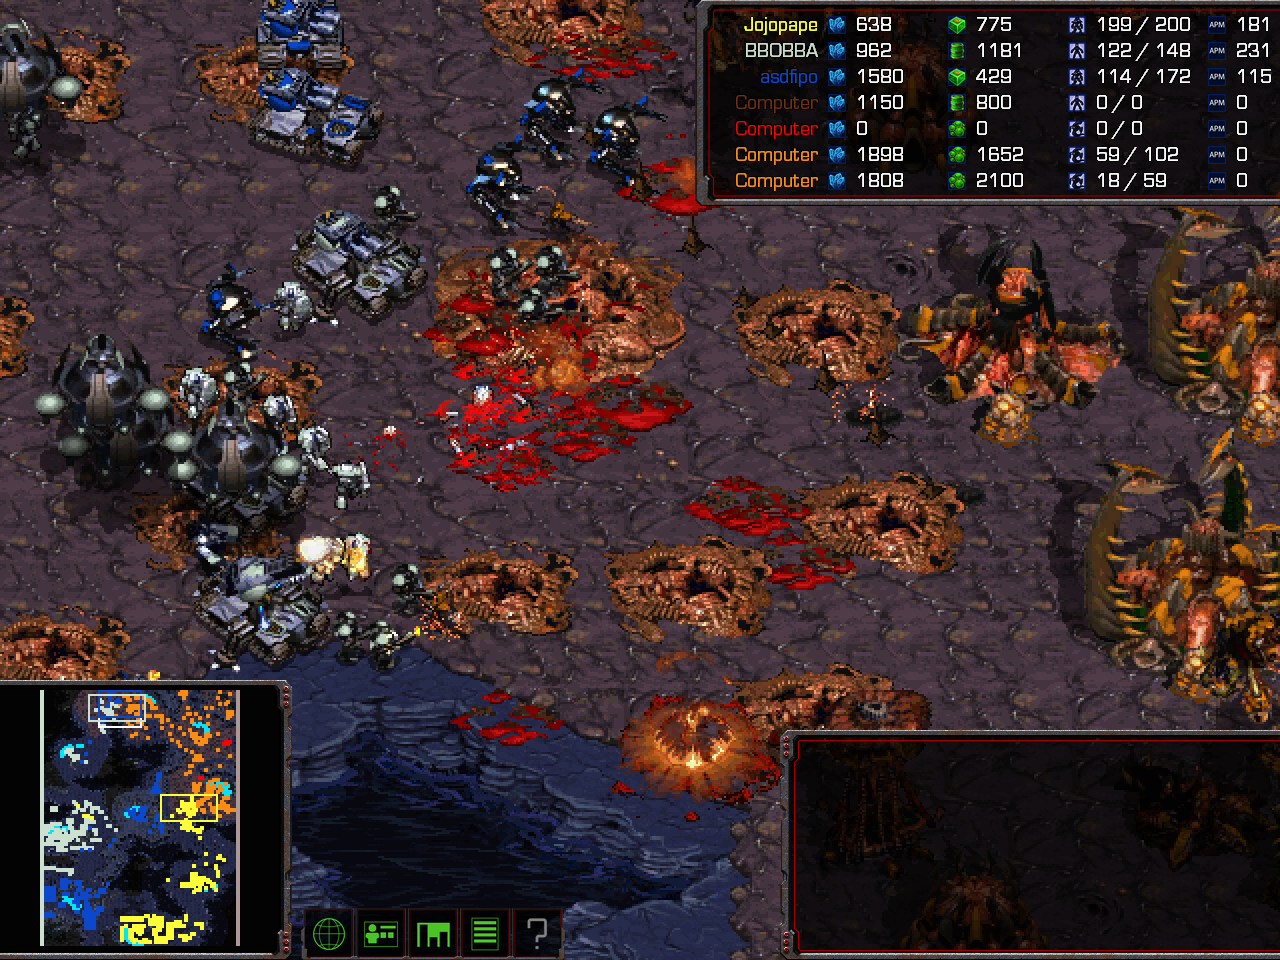 Jojopape 638 775 199 / 200 APM 181
BBOBBA 962 1181 122 / 148 APM 231
asdfipo 1580 429 114 / 172 APM 115
Computer 1150 800 0 / 0 APM 0
Computer 0 0 0 / 0 APM 0
Computer 1898 1652 59 / 102 APM 0
Computer 1808 2100 18 / 59 APM 0
?